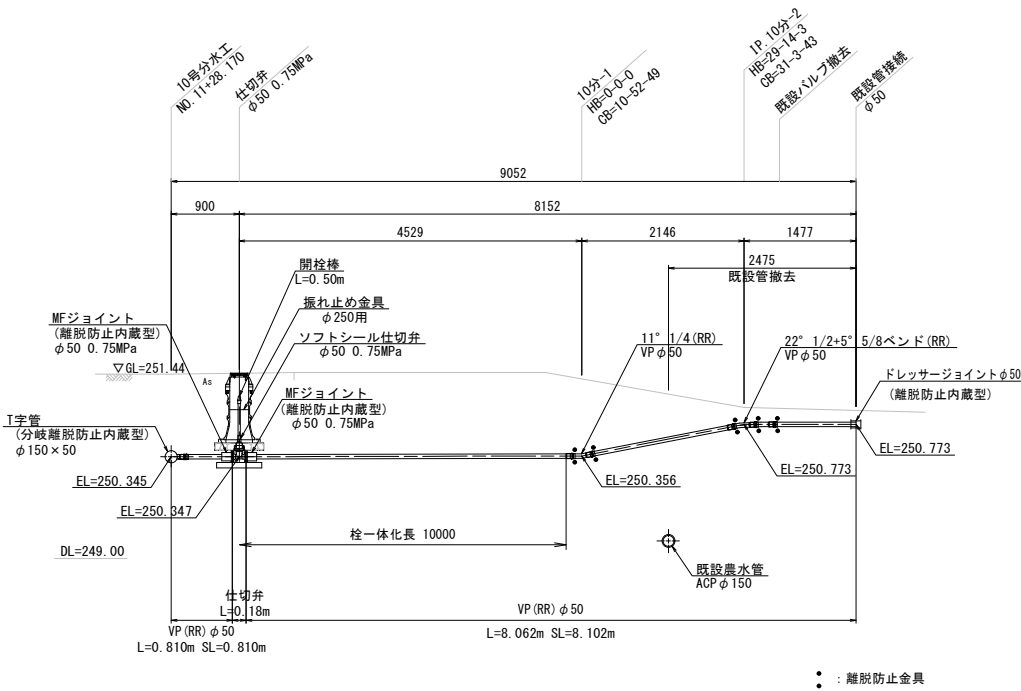 10号分水工
NO.11+28.170
仕切弁
φ50 0.75MPa
10分-1
HB=0-0-0
CB=10-52-49
IP.10分-2
HB=29-14-3
CB=31-3-43
既設バルブ撤去
既設管接続
φ50
9052
900
8152
4529
2146
1477
2475
既設管撤去
開栓棒
L=0.50m
振れ止め金具
φ250用
ソフトシール仕切弁
φ50 0.75MPa
MFジョイント
(離脱防止内蔵型)
φ50 0.75MPa
11° 1/4(RR)
VPφ50
22° 1/2+5° 5/8ベンド(RR)
VPφ50
▽GL=251.44
As
ドレッサージョイントφ50
(離脱防止内蔵型)
MFジョイント
(離脱防止内蔵型)
φ50 0.75MPa
T字管
(分岐離脱防止内蔵型)
φ150×50
EL=250.345
EL=250.347
EL=250.356
EL=250.773
EL=250.773
栓一体化長 10000
DL=249.00
既設農水管
ACPφ150
仕切弁
L=0.18m
VP(RR)φ50
L=0.810m SL=0.810m
VP(RR)φ50
L=8.062m SL=8.102m
:離脱防止金具